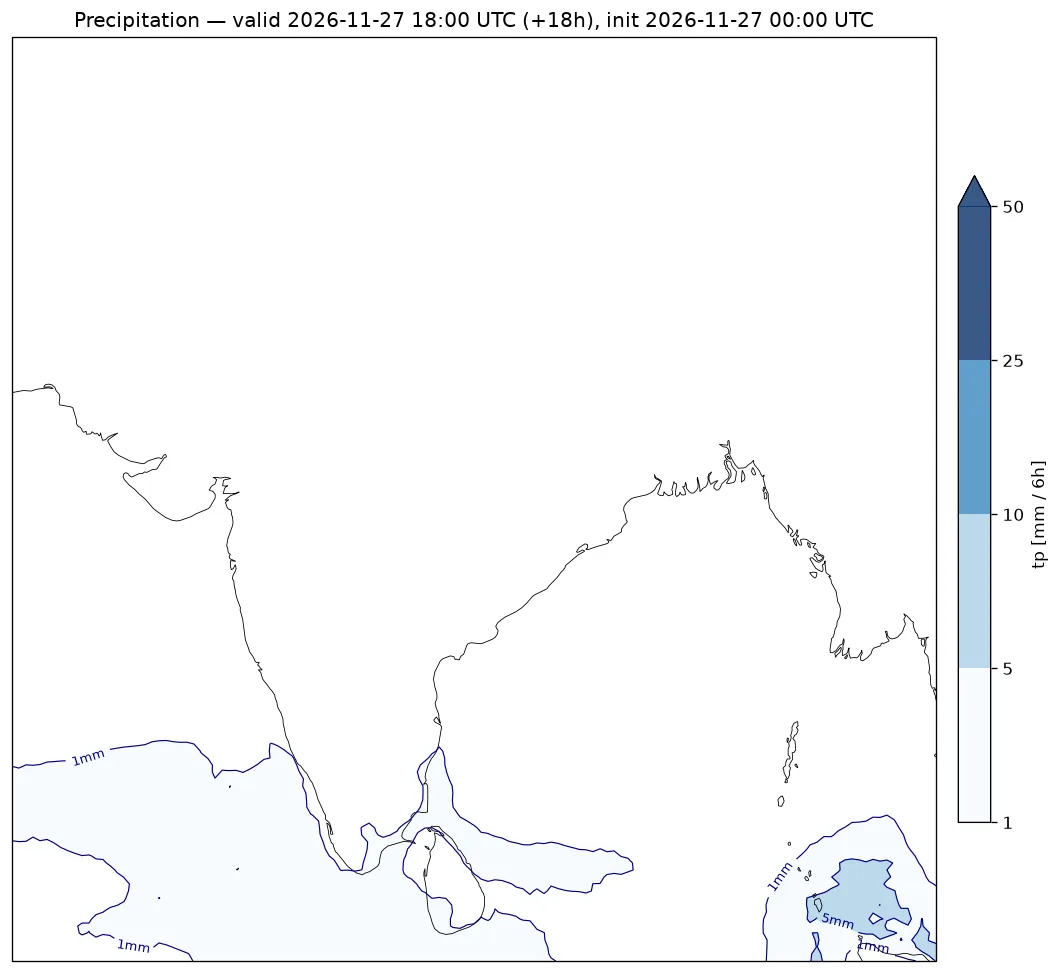 Precipitation — valid 2026-11-27 18:00 UTC (+18h), init 2026-11-27 00:00 UTC
50
25
10
5
1
tp [mm / 6h]
1mm
1mm
1mm
5mm
1mm